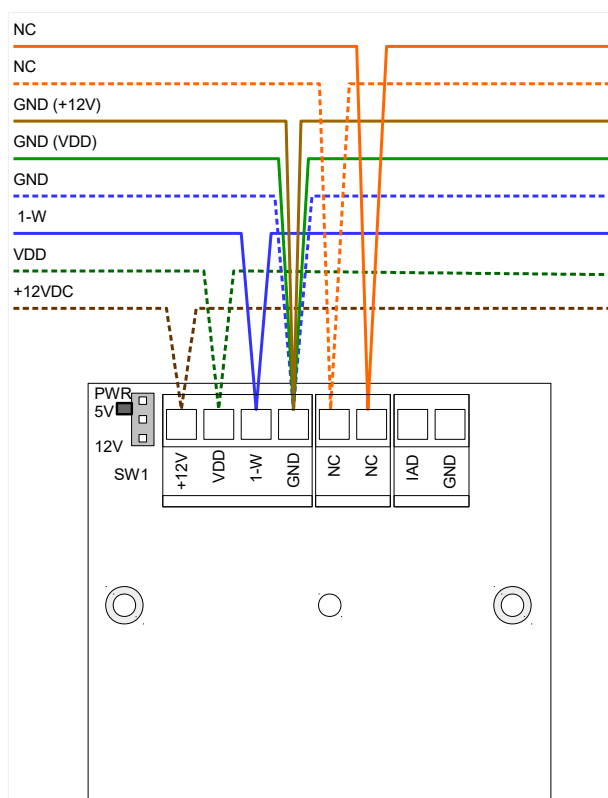 NC
NC
GND (+12V)
GND (VDD)
GND
1-W
VDD
+12VDC
PWR
5V
12V
SW1
+12V
VDD
1-W
GND
NC
NC
IAD
GND